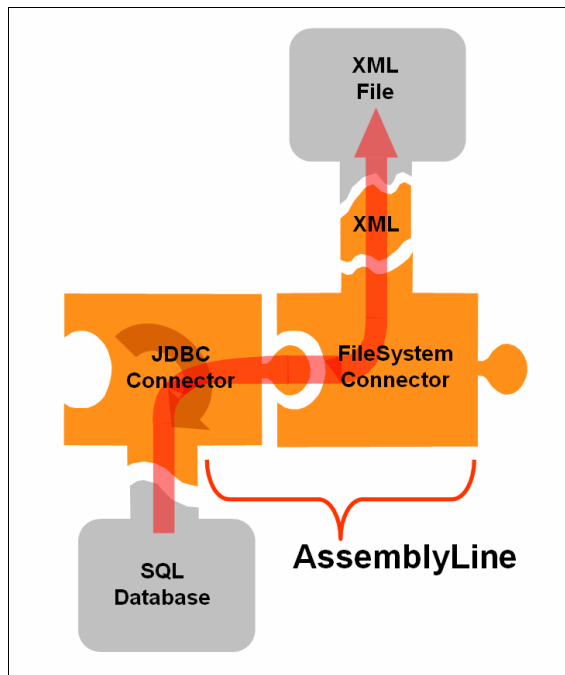 XML
File
XML
JDBC
Connector
FileSystem
Connector
AssemblyLine
SQL
Database